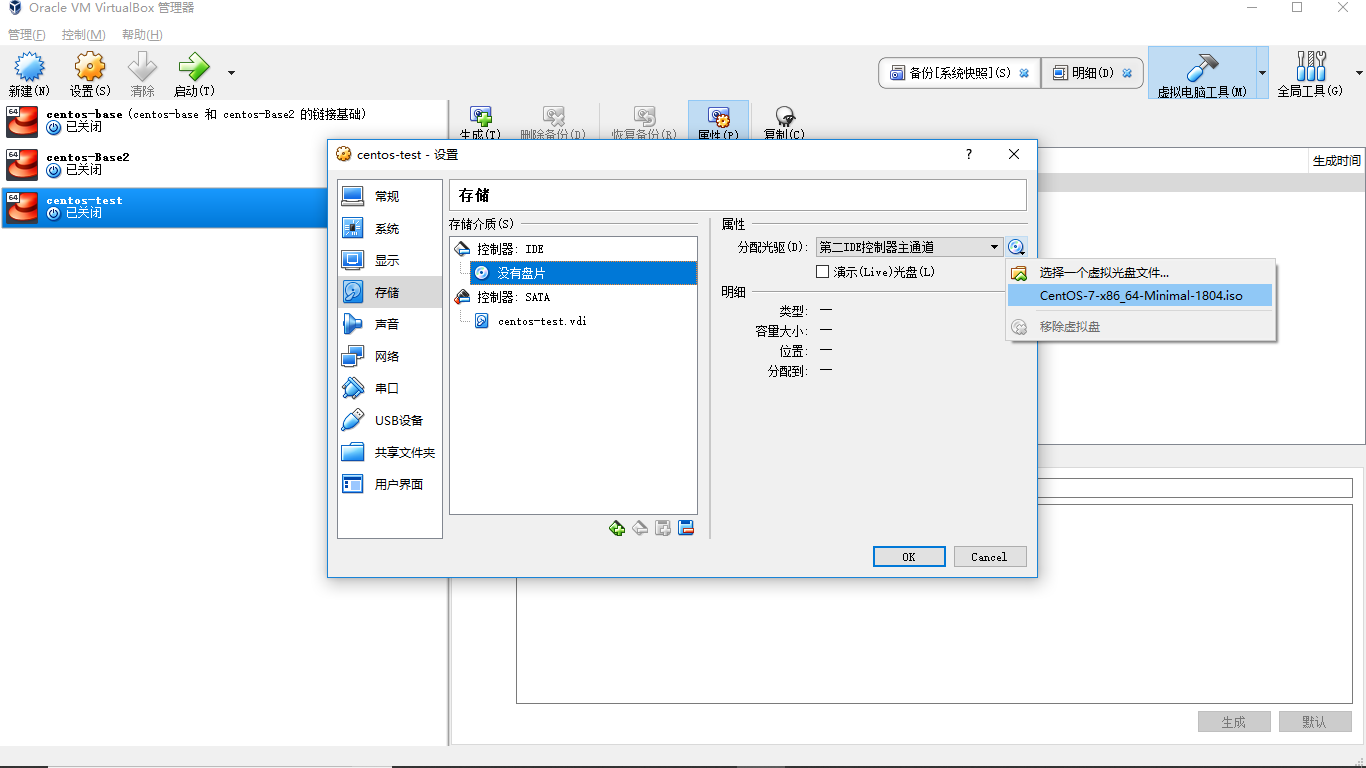 Oracle VM VirtualBox 管理器
管理(F) 控制(M) 帮助(H)
新建(N) 设置(S) 清除 启动(T)
备份[系统快照](S) 明细(D) 虚拟电脑工具(M) 全局工具(G)
64 centos-base (centos-base 和 centos-Base2 的链接基础)
已关闭
64 centos-Base2
已关闭
64 centos-test
已关闭
生成(T) 删除备份(D) 恢复备份(R) 属性(P) 复制(C)
生成时间
centos-test - 设置 ?
常规
系统
显示
存储
声音
网络
串口
USB设备
共享文件夹
用户界面
存储
存储介质(S)
控制器: IDE
没有盘片
控制器: SATA
centos-test.vdi
属性
分配光驱(D): 第二IDE控制器主通道
演示(Live)光盘(L)
明细
类型: —
容量大小: —
位置: —
分配到: —
选择一个虚拟光盘文件...
CentOS-7-x86_64-Minimal-1804.iso
移除虚拟盘
OK Cancel
生成 默认